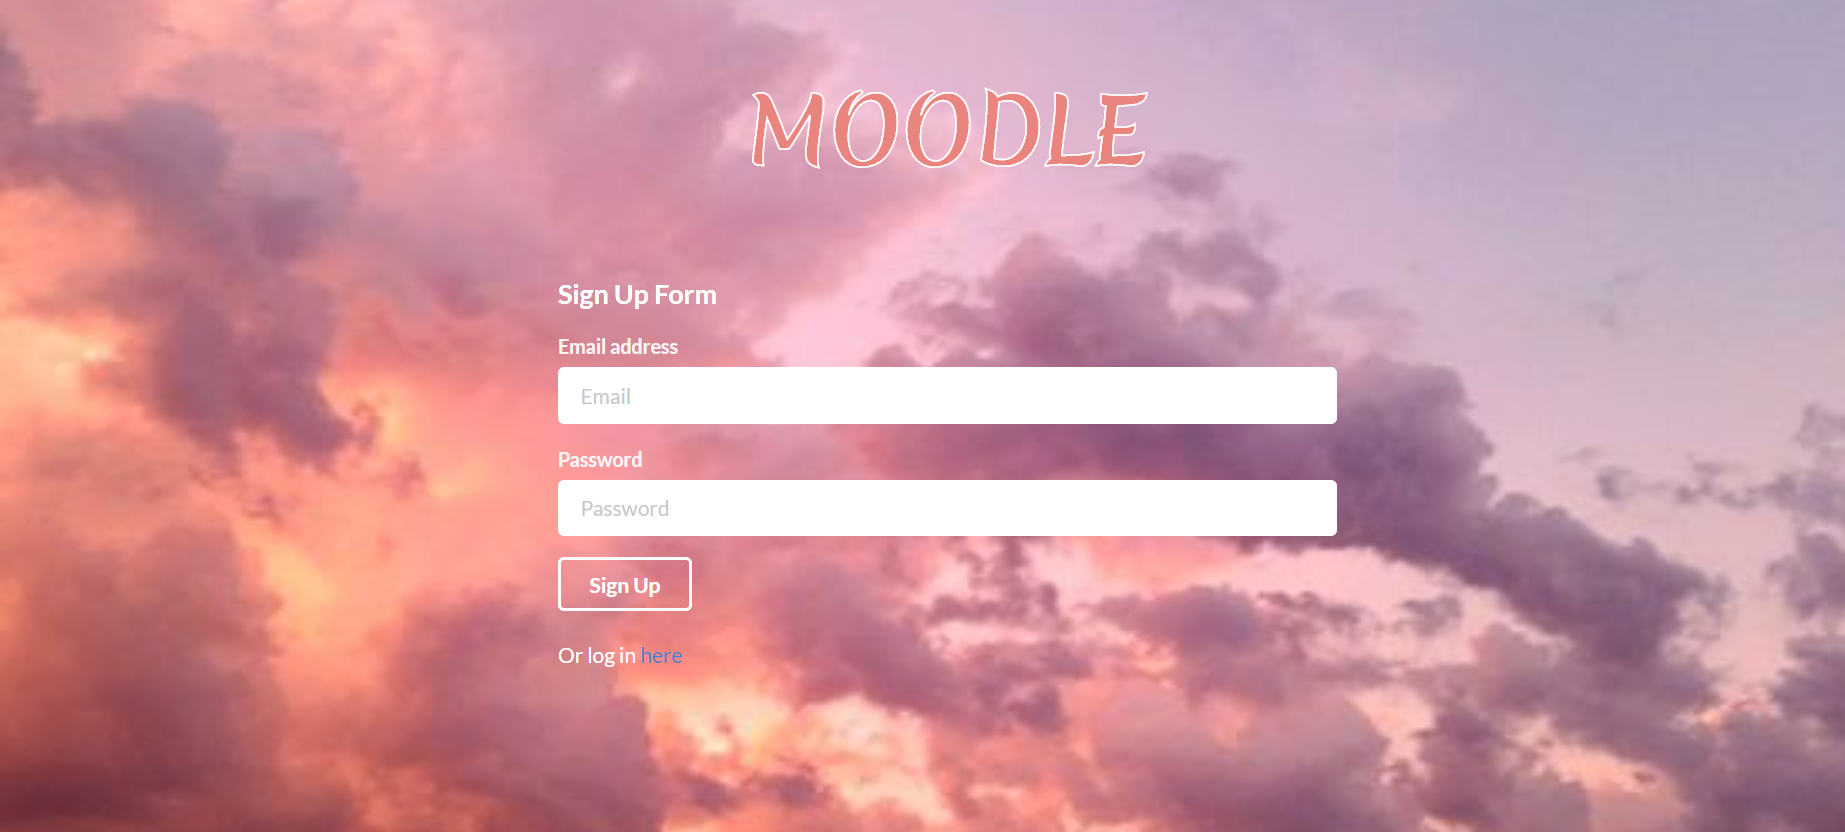 MOODLE
Sign Up Form
Email address
Email
Password
Password
Sign Up
Or log in here